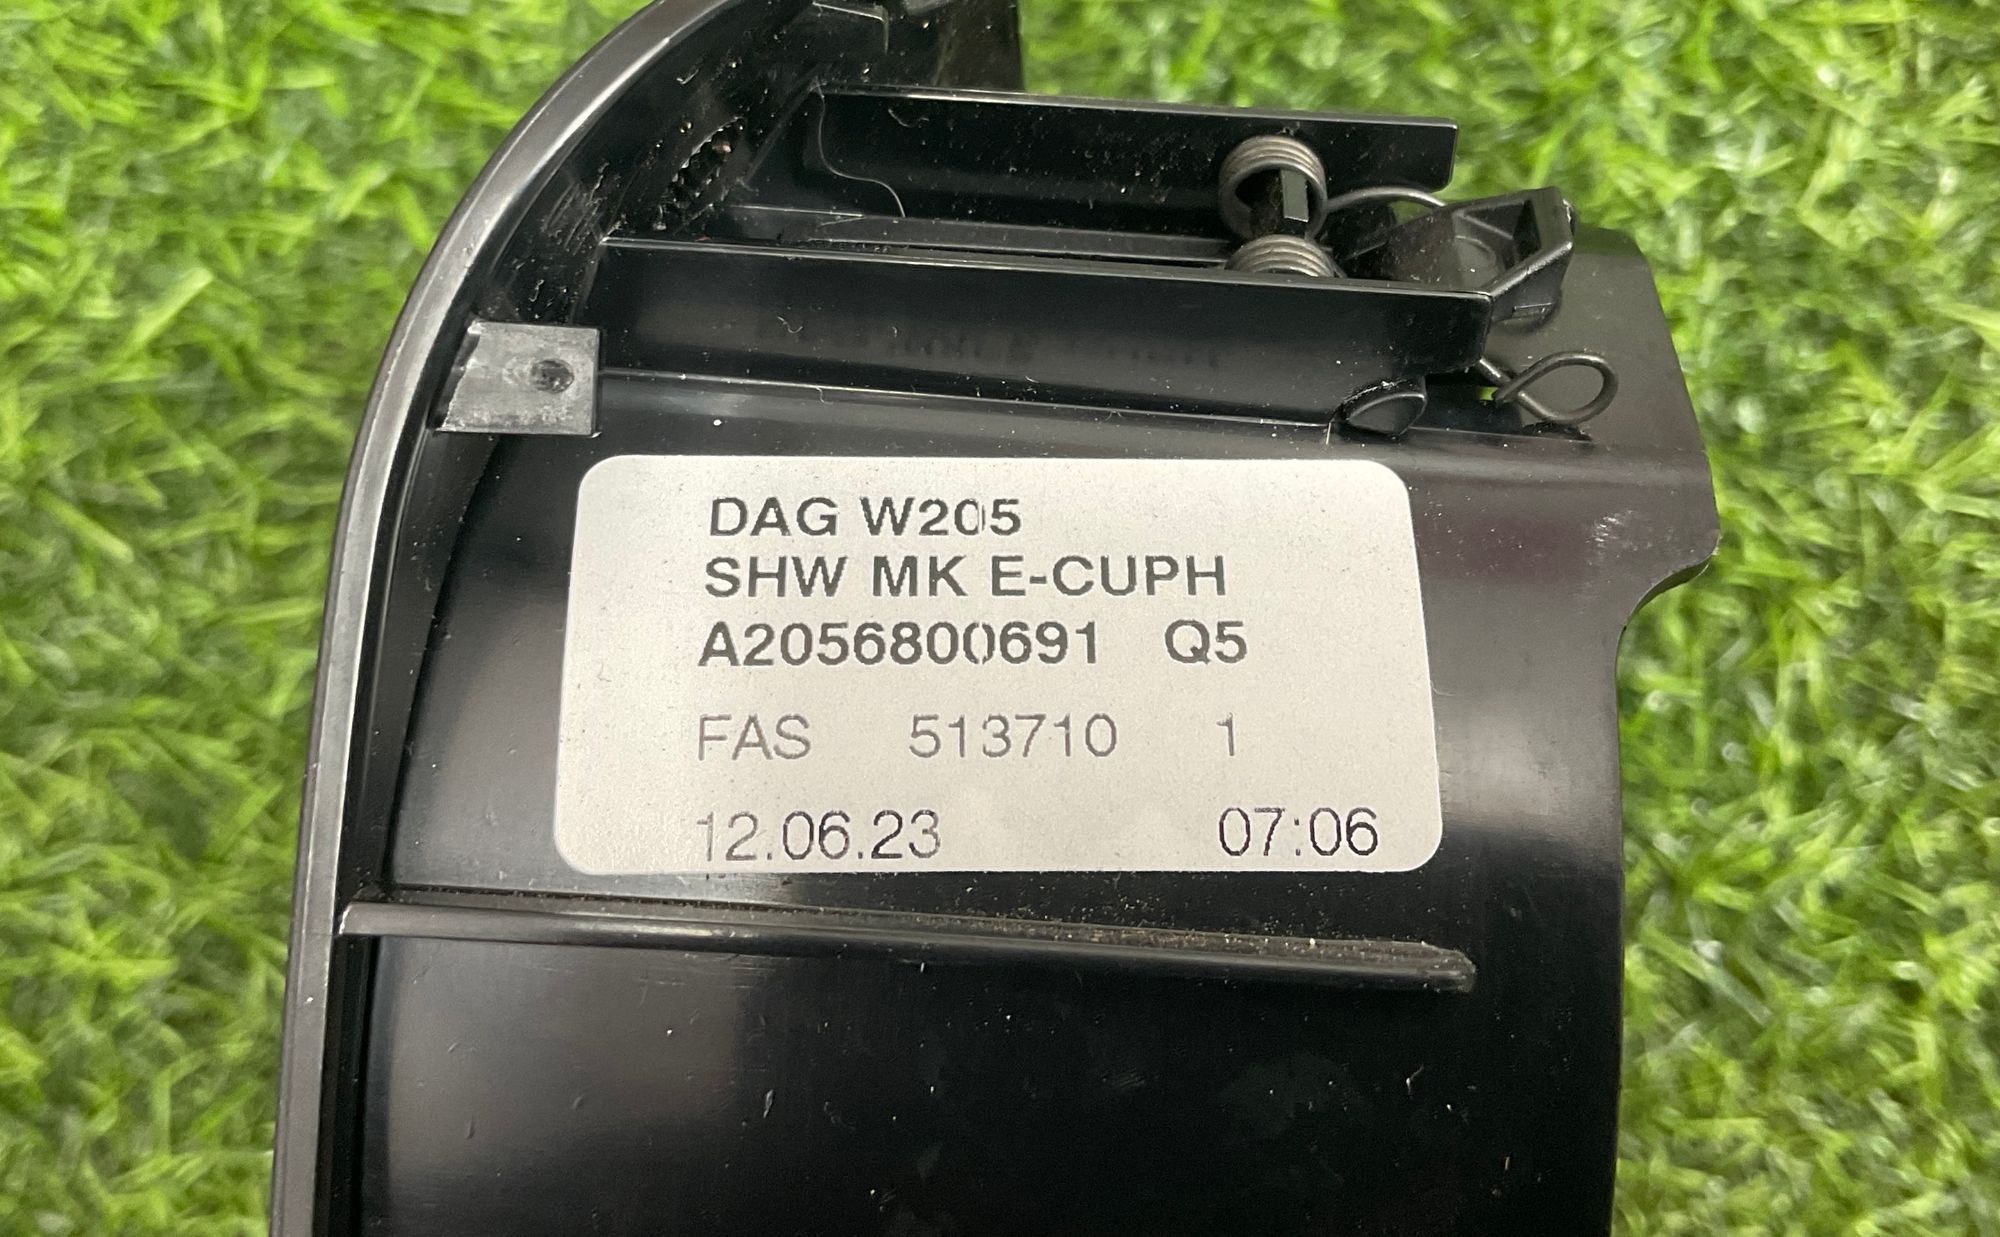 DAG W205
SHW MK E-CUPH
A2056800691 Q5
FAS 513710 1
12.06.23 07:06